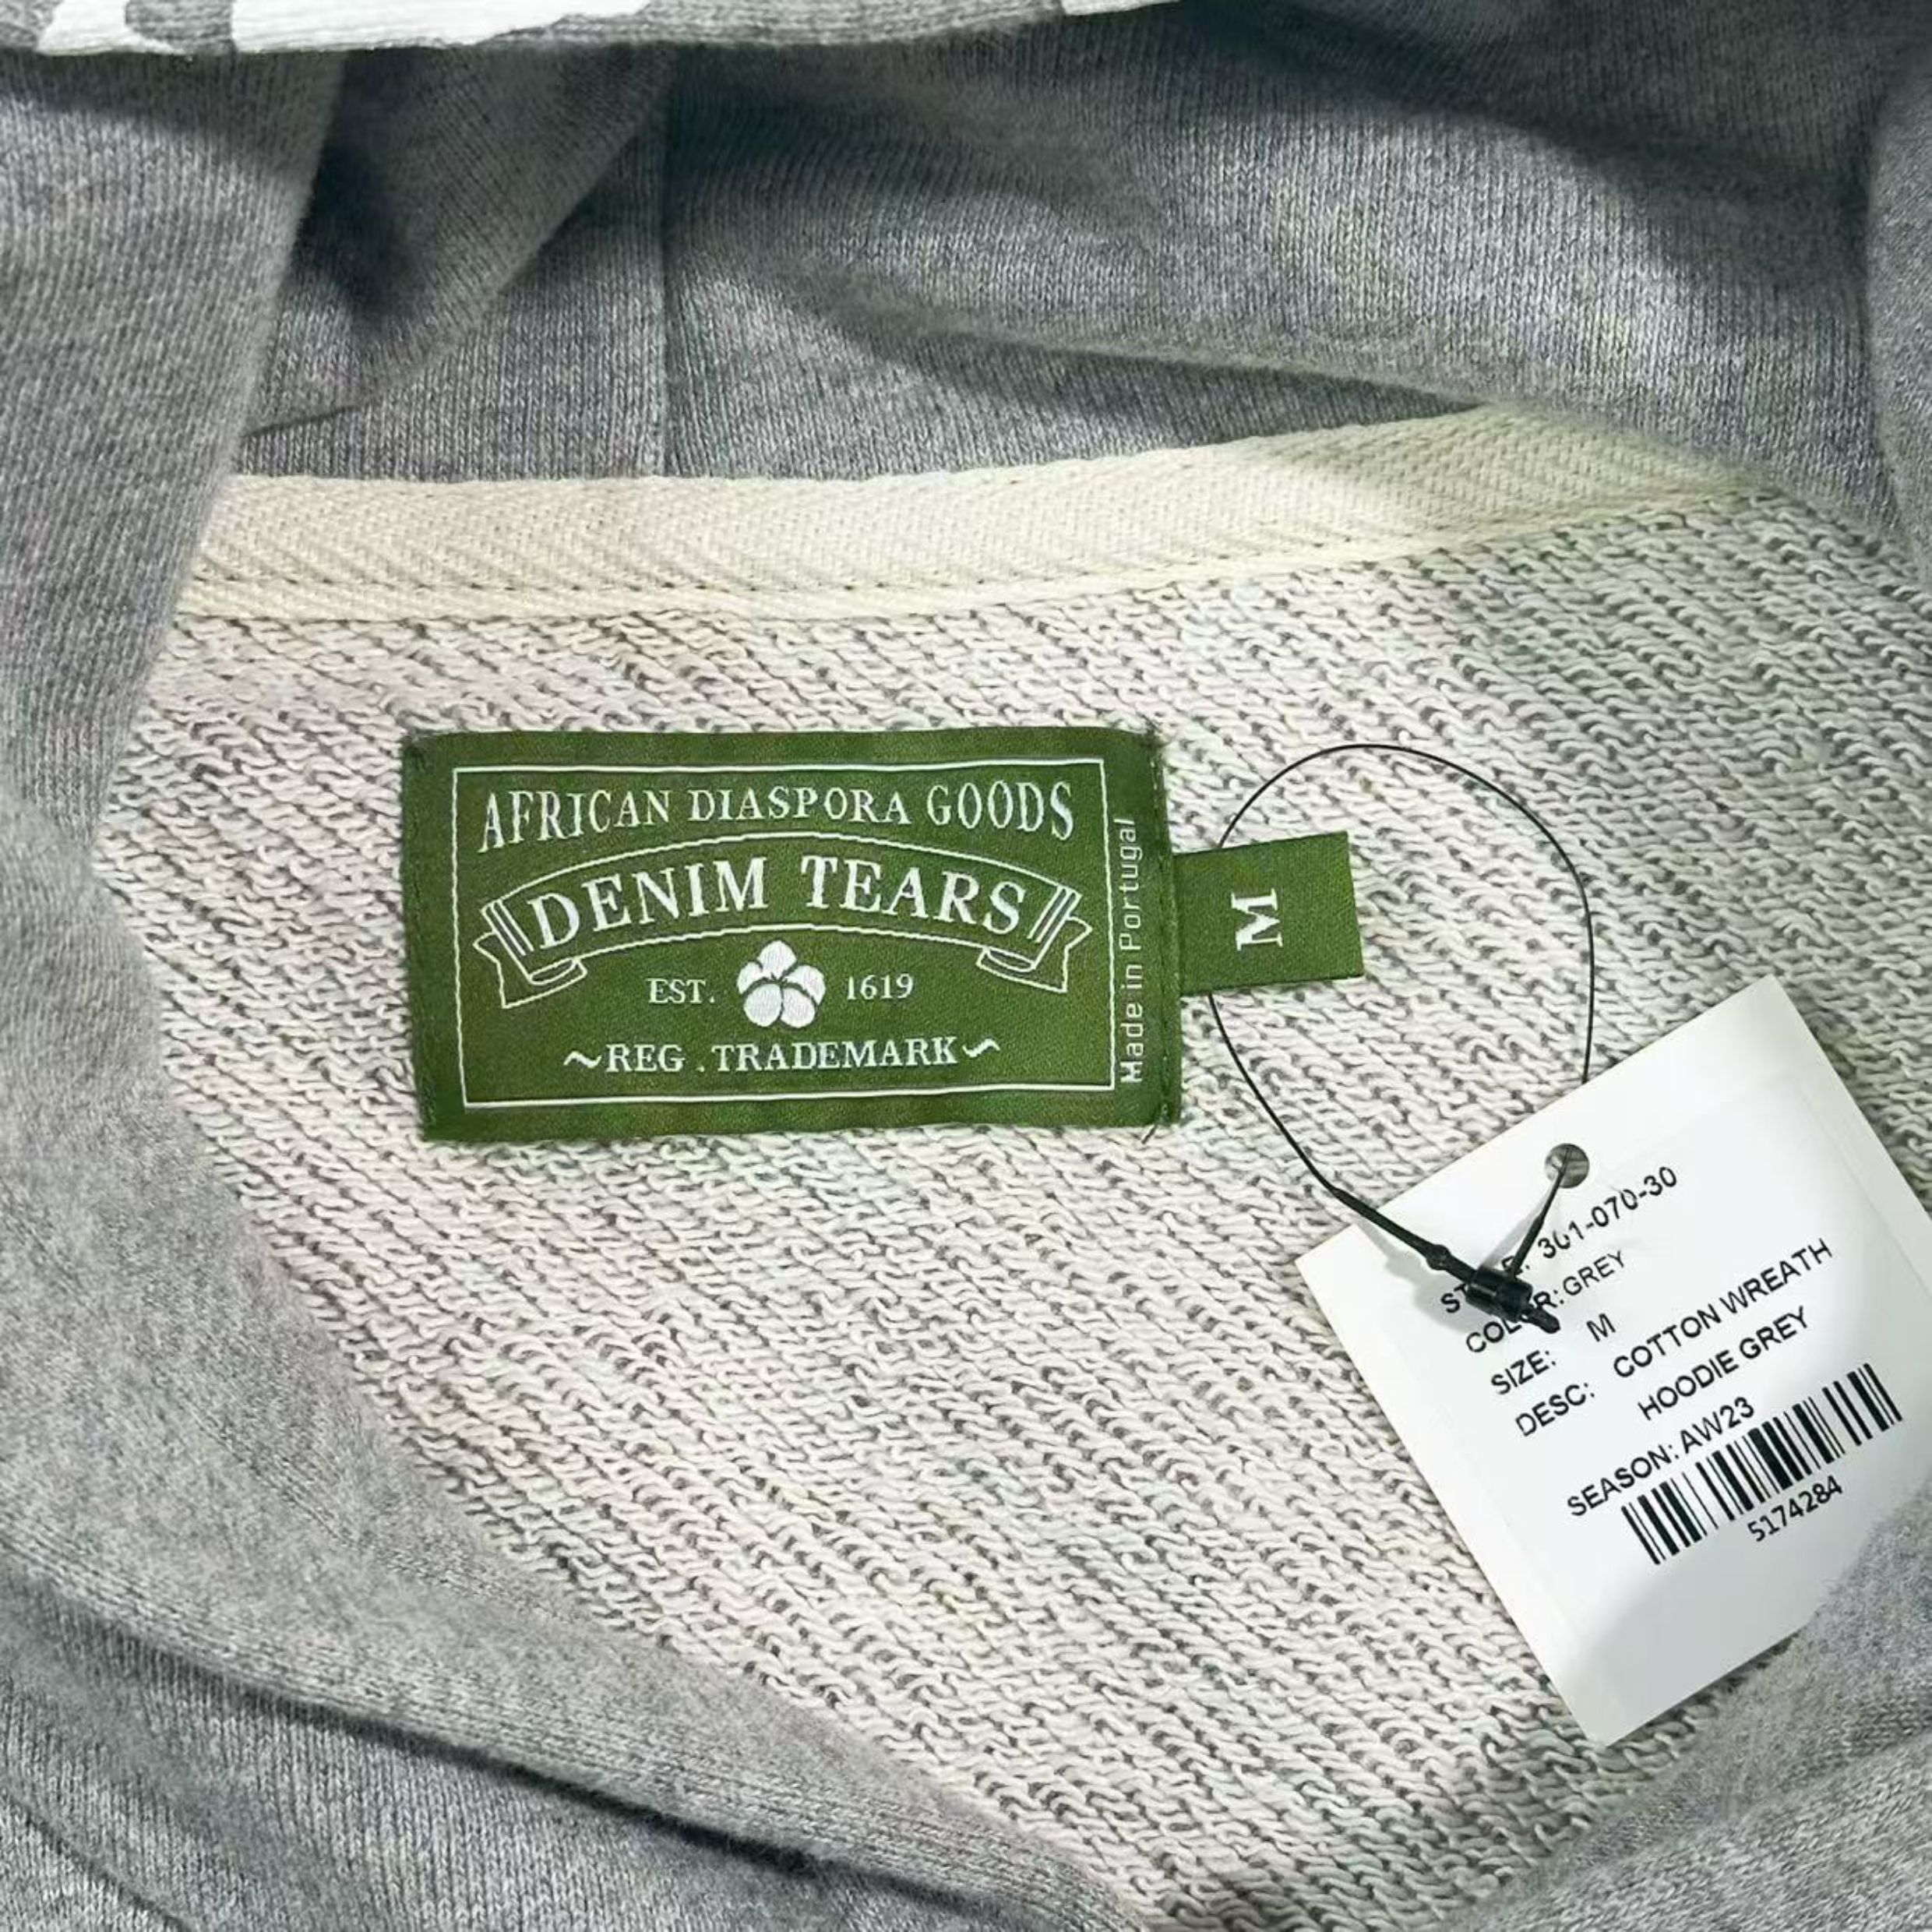 AFRICAN DIASPORA GOODS
DENIM TEARS
EST. 1619
~REG . TRADEMARK~
Made in Portugal
M
301-070-30
COLOR: GREY
SIZE: M
DESC: COTTON WREATH
HOODIE GREY
SEASON: AW23
5174284